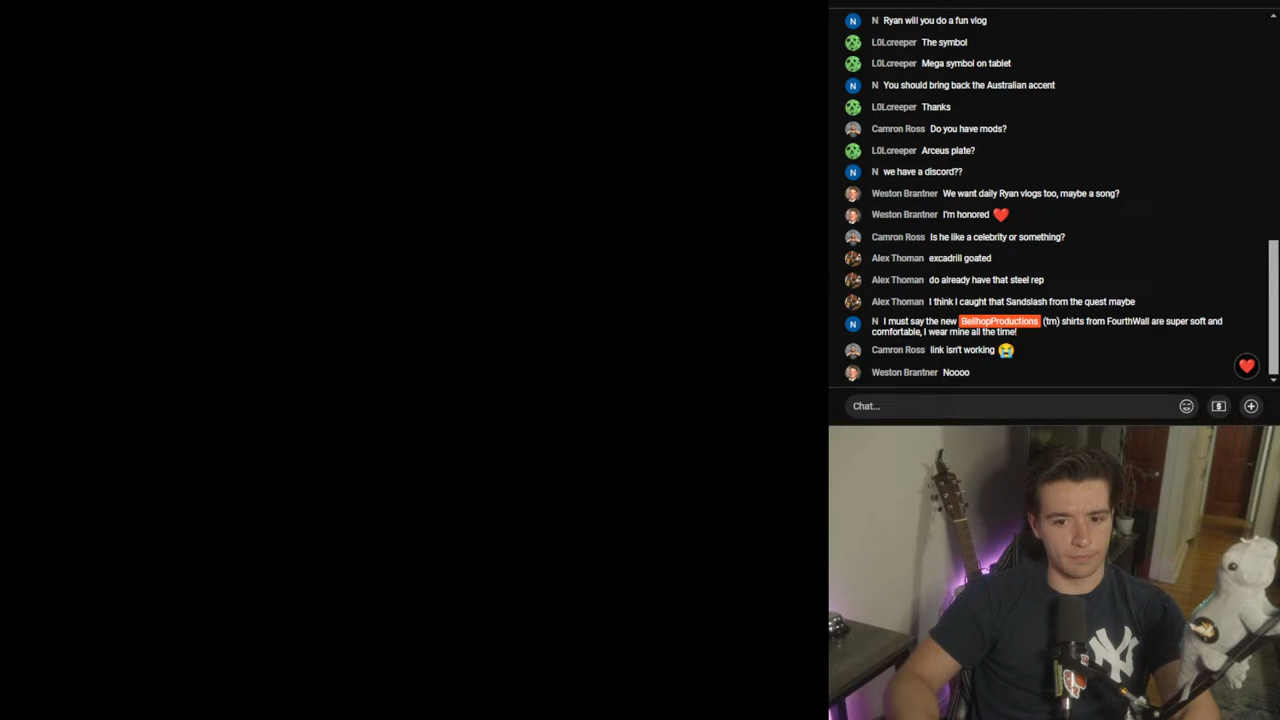 N Ryan will you do a fun vlog
L0Lcreeper The symbol
L0Lcreeper Mega symbol on tablet
N You should bring back the Australian accent
L0Lcreeper Thanks
Camron Ross Do you have mods?
L0Lcreeper Arceus plate?
N we have a discord??
Weston Brantner We want daily Ryan vlogs too, maybe a song?
Weston Brantner I'm honored ❤️
Camron Ross Is he like a celebrity or something?
Alex Thoman excadrill goated
Alex Thoman do already have that steel rep
Alex Thoman I think I caught that Sandslash from the quest maybe
N I must say the new BellhopProductions (tm) shirts from FourthWall are super soft and
comfortable, I wear mine all the time!
Camron Ross link isn't working 😭
Weston Brantner Noooo
Chat...
NY